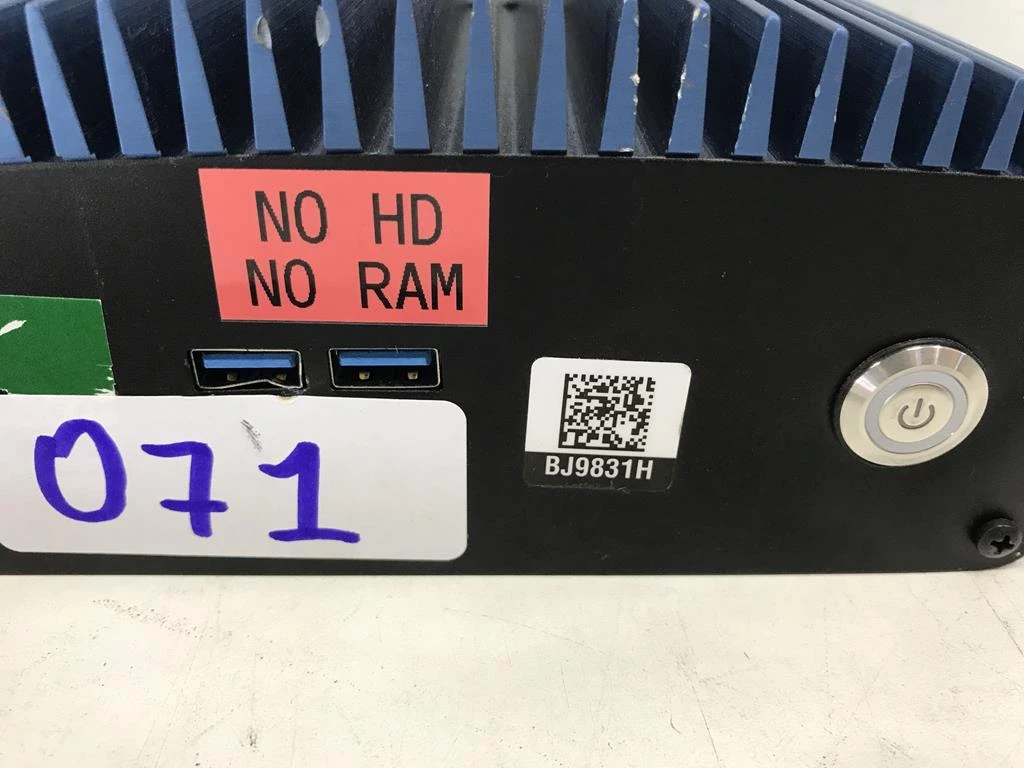 NO HD
NO RAM
BJ9831H
071